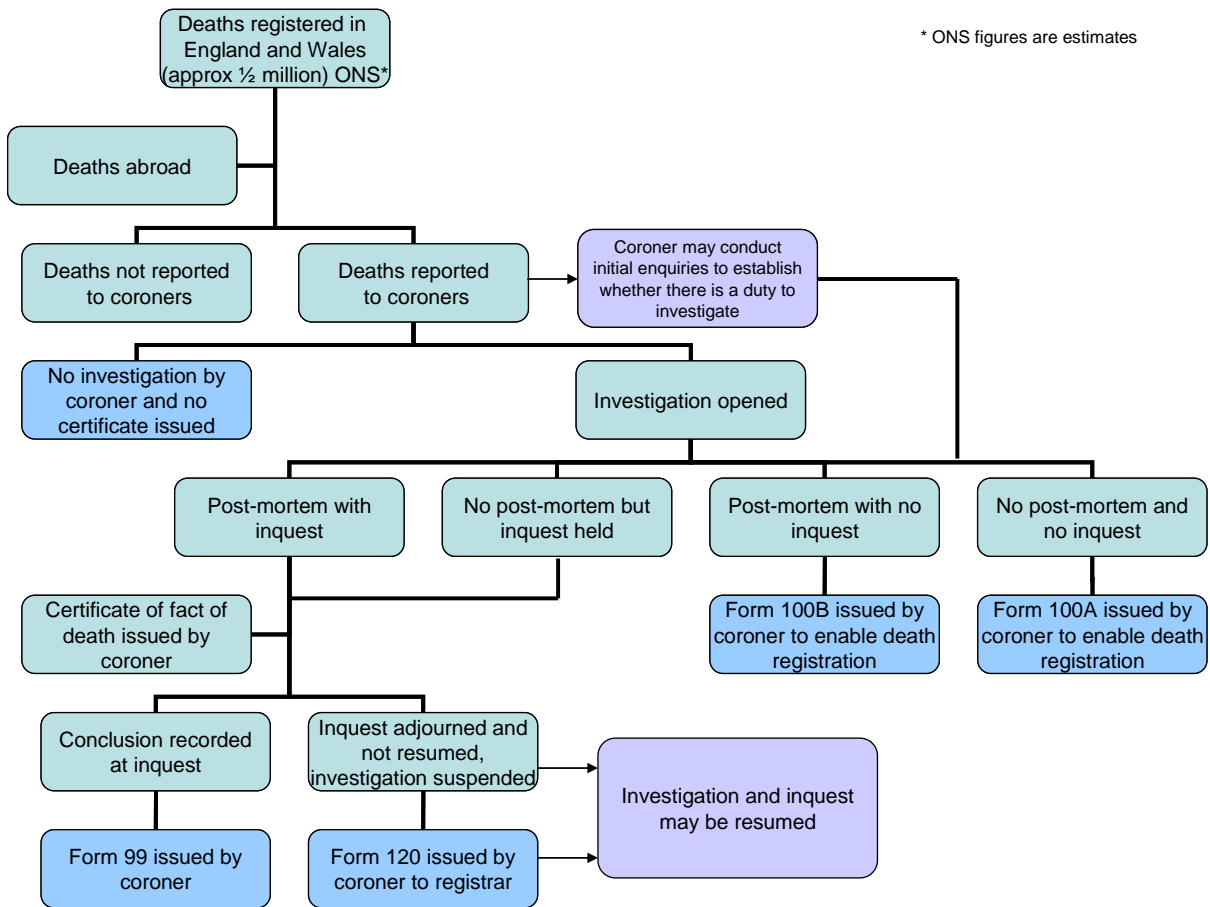 Deaths registered in
England and Wales
(approx ½ million) ONS*
* ONS figures are estimates
Deaths abroad
Deaths not reported
to coroners
Deaths reported
to coroners
Coroner may conduct
initial enquiries to establish
whether there is a duty to
investigate
No investigation by
coroner and no
certificate issued
Investigation opened
Post-mortem with
inquest
No post-mortem but
inquest held
Post-mortem with no
inquest
No post-mortem and
no inquest
Certificate of fact of
death issued by
coroner
Form 100B issued by
coroner to enable death
registration
Form 100A issued by
coroner to enable death
registration
Conclusion recorded
at inquest
Inquest adjourned and
not resumed,
investigation suspended
Investigation and inquest
may be resumed
Form 99 issued by
coroner
Form 120 issued by
coroner to registrar